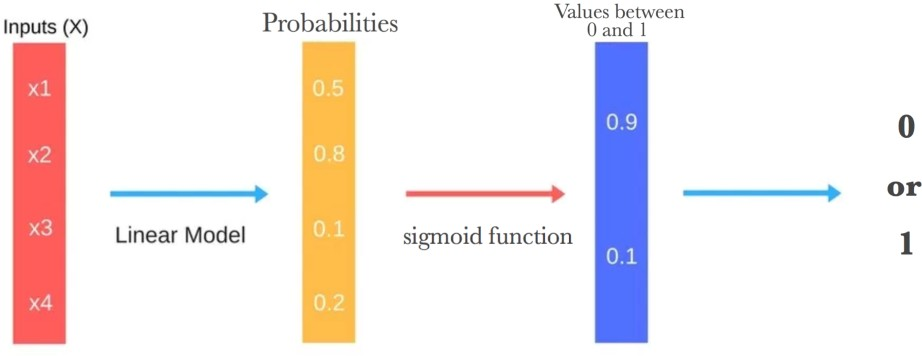 Inputs (X)
x1
x2
x3
x4
Linear Model
Probabilities
0.5
0.8
0.1
0.2
sigmoid function
Values between
0 and 1
0.9
0.1
0
or
1